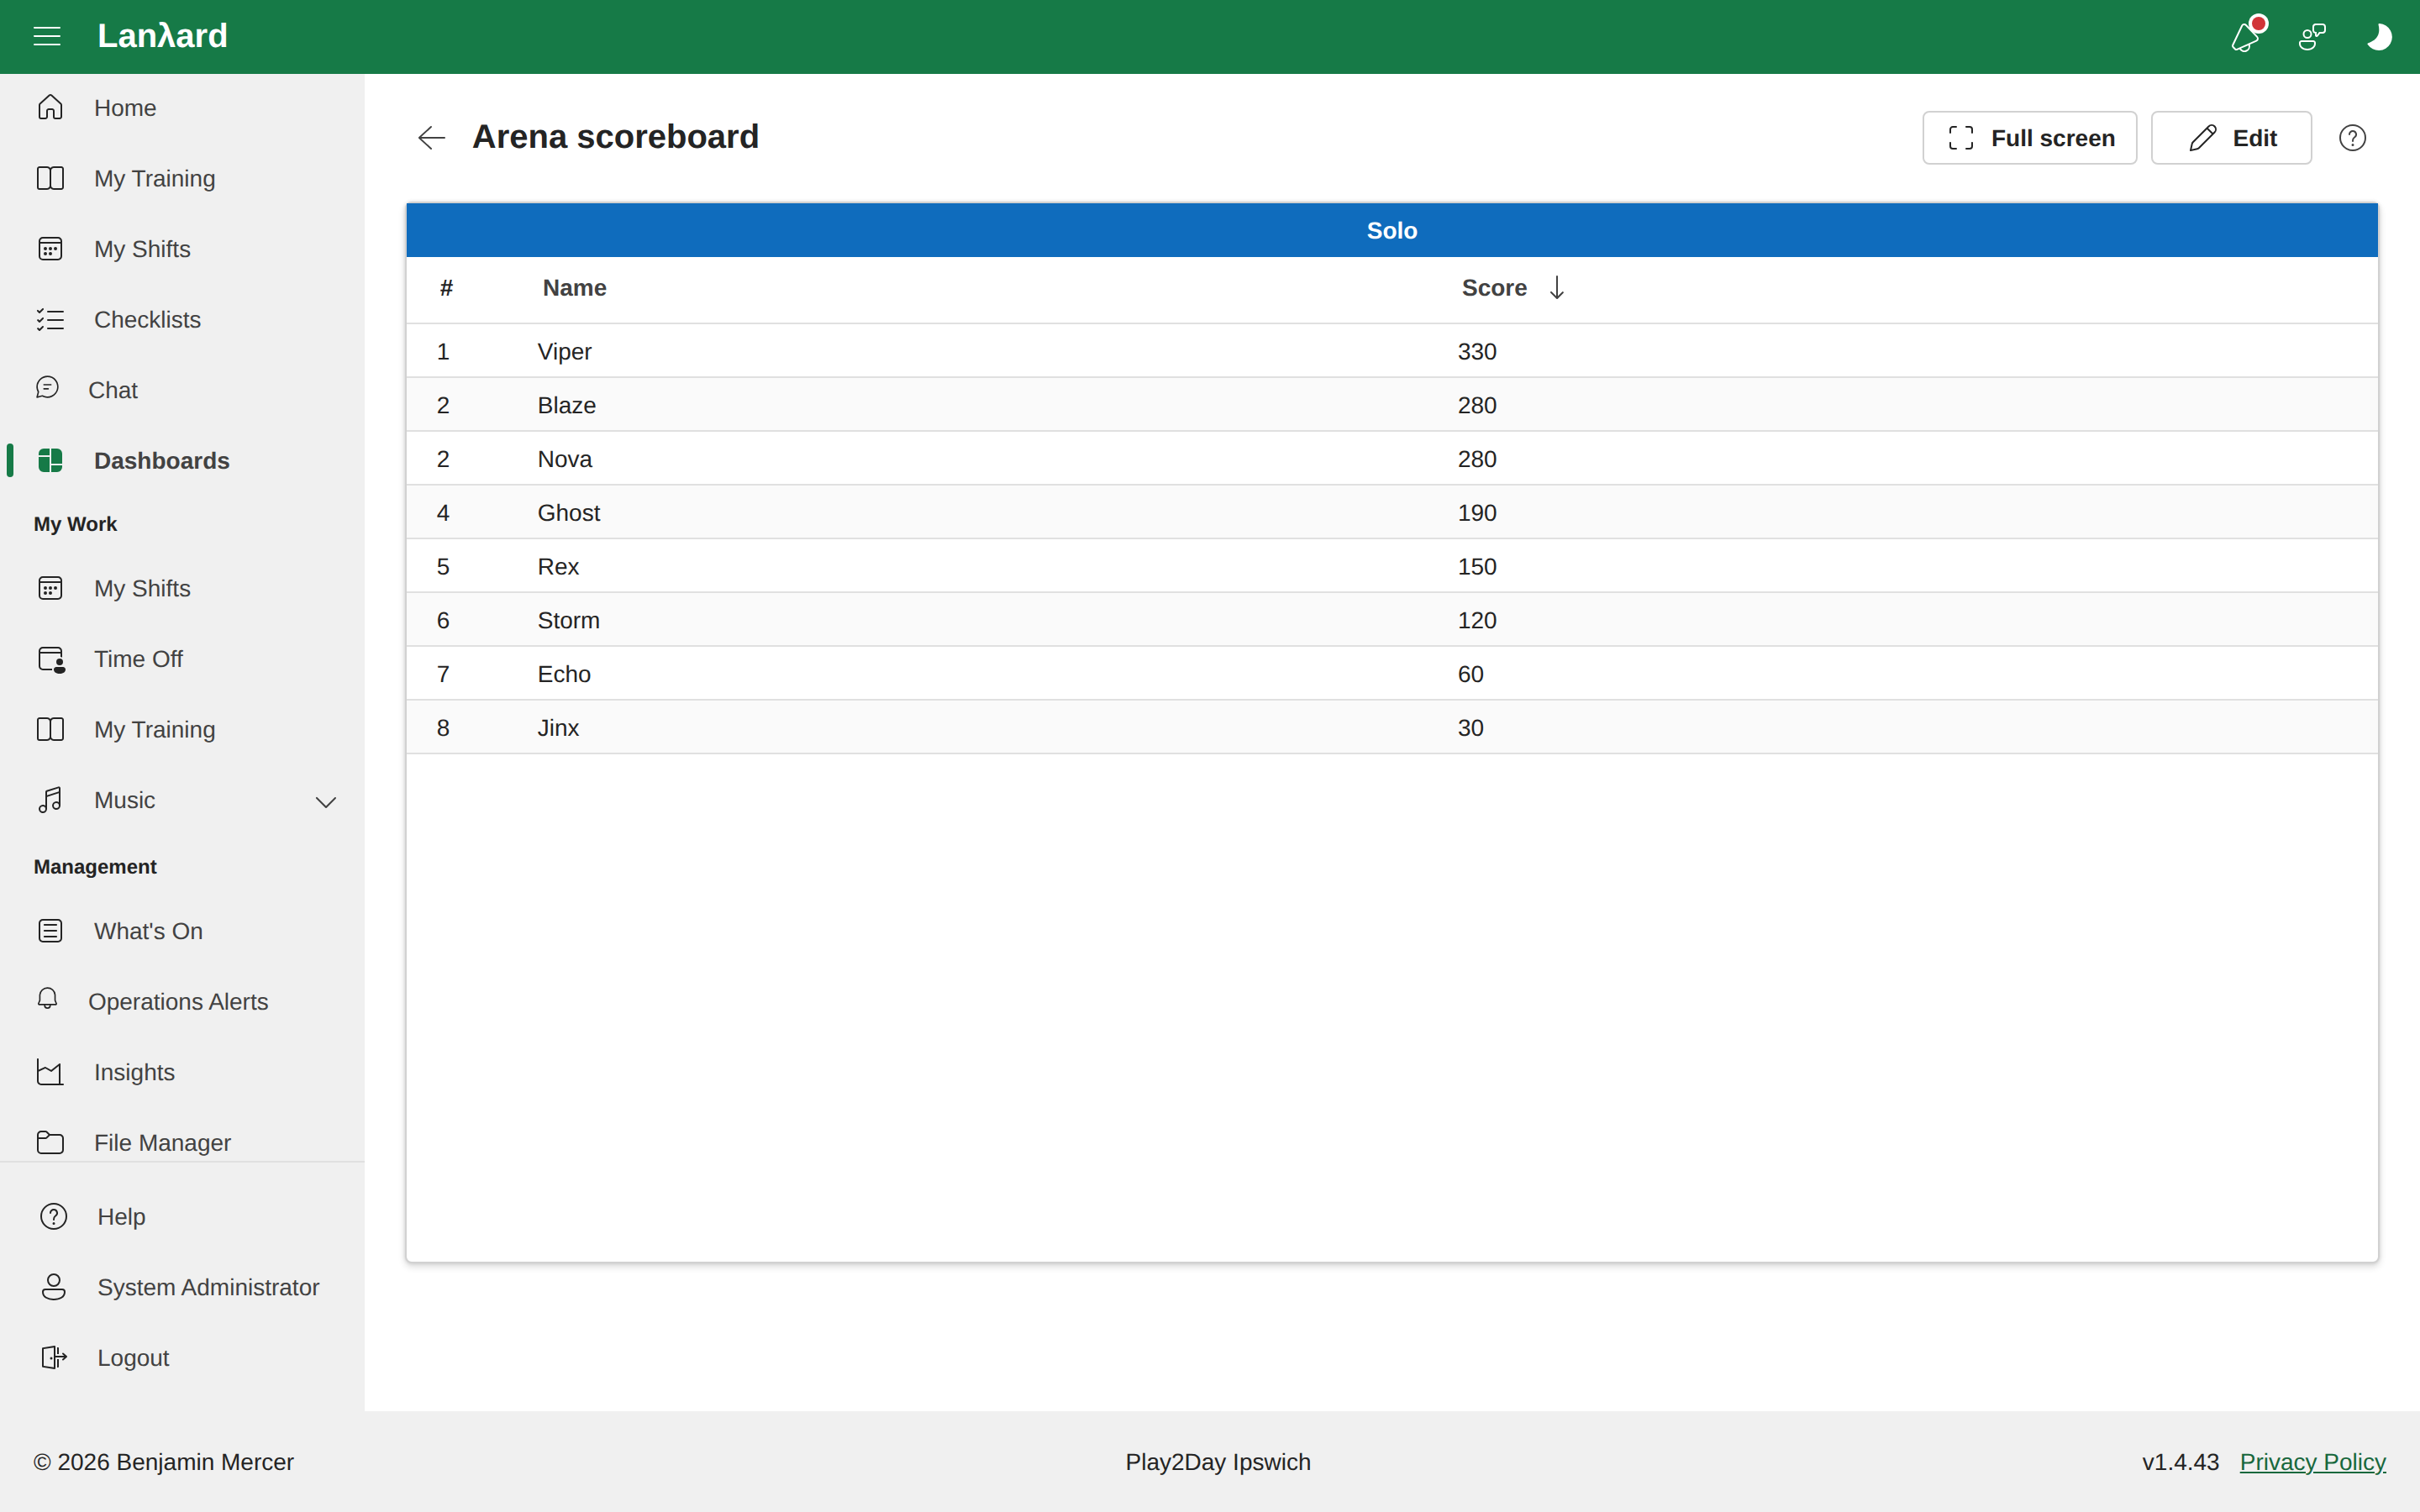 Lanλard
Home
My Training
My Shifts
Checklists
Chat
Dashboards
My Work
My Shifts
Time Off
My Training
Music
Management
What's On
Operations Alerts
Insights
File Manager
Help
System Administrator
Logout
Arena scoreboard
Full screen
Edit
Solo
# Name Score
1 Viper 330
2 Blaze 280
2 Nova 280
4 Ghost 190
5 Rex 150
6 Storm 120
7 Echo 60
8 Jinx 30
© 2026 Benjamin Mercer
Play2Day Ipswich
v1.4.43 Privacy Policy